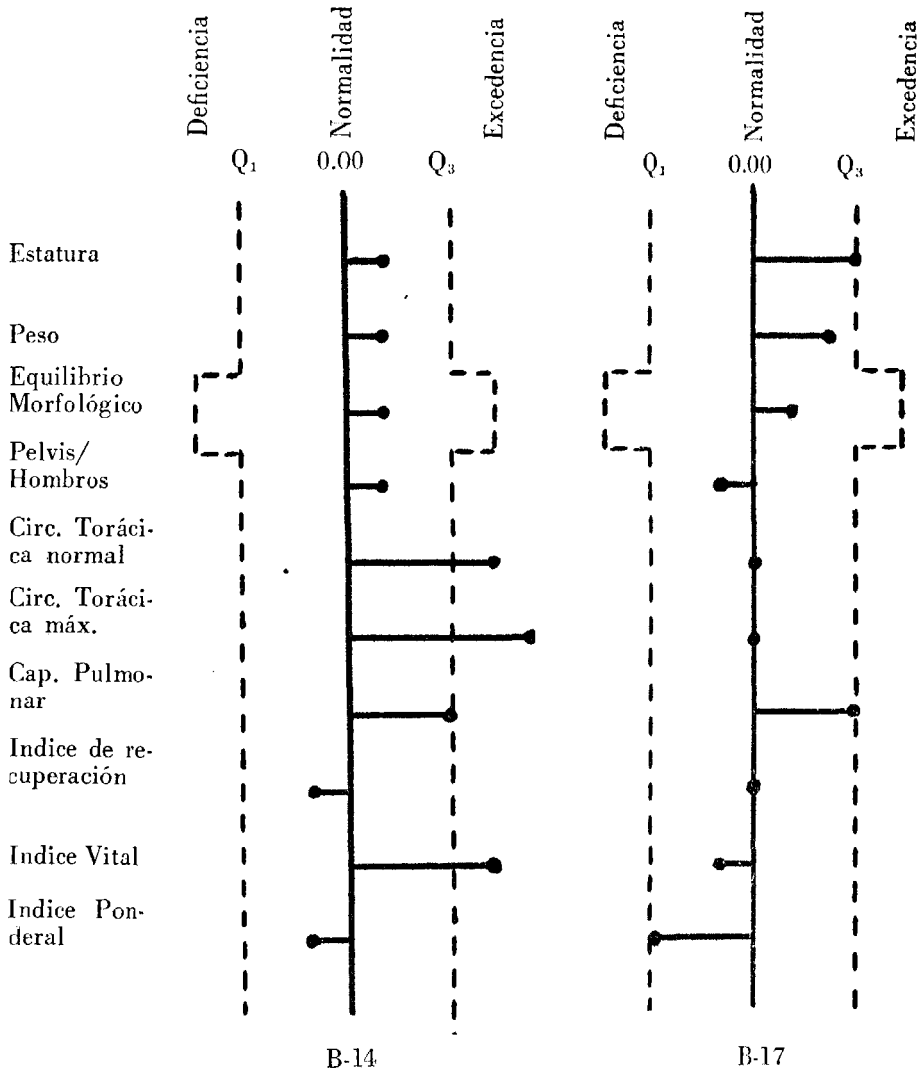 Deficiencia
Normalidad
Excedencia
Deficiencia
Normalidad
Excedencia
Q₁ 0.00 Q₃ Q₁ 0.00 Q₃
Estatura
Peso
Equilibrio
Morfológico
Pelvis/
Hombros
Circ. Toráci-
ca normal
Circ. Toráci-
ca máx.
Cap. Pulmo-
nar
Indice de re-
cuperación
Indice Vital
Indice Pon-
deral
B-14 B-17